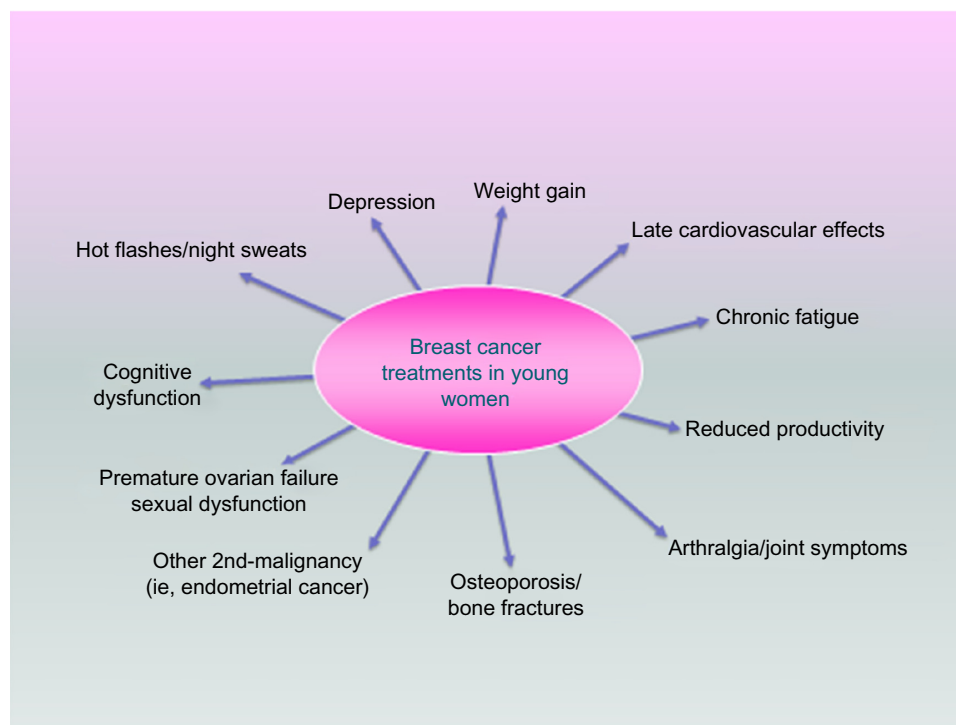 Weight gain
Depression
Late cardiovascular effects
Hot flashes/night sweats
Chronic fatigue
Breast cancer
treatments in young
women
Cognitive
dysfunction
Reduced productivity
Premature ovarian failure
sexual dysfunction
Arthralgia/joint symptoms
Other 2nd-malignancy
(ie, endometrial cancer)
Osteoporosis/
bone fractures